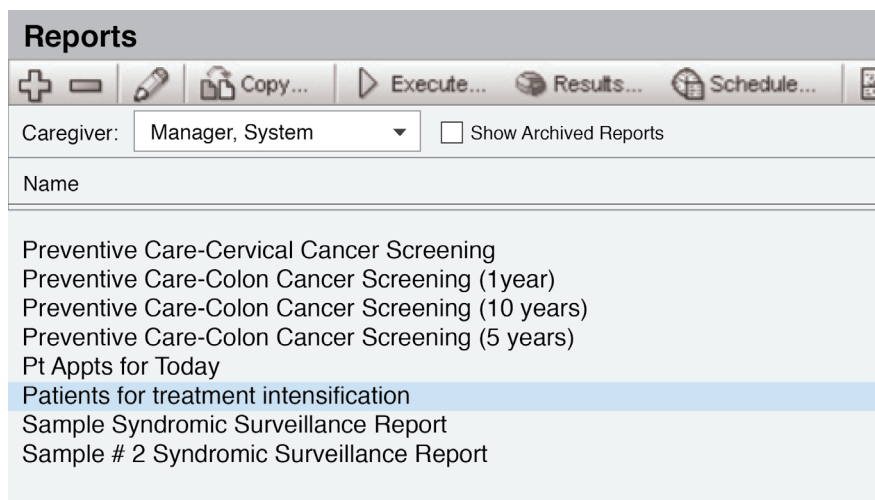 Reports
Copy... Execute... Results... Schedule...
Caregiver: Manager, System Show Archived Reports
Name
Preventive Care-Cervical Cancer Screening
Preventive Care-Colon Cancer Screening (1year)
Preventive Care-Colon Cancer Screening (10 years)
Preventive Care-Colon Cancer Screening (5 years)
Pt Appts for Today
Patients for treatment intensification
Sample Syndromic Surveillance Report
Sample # 2 Syndromic Surveillance Report